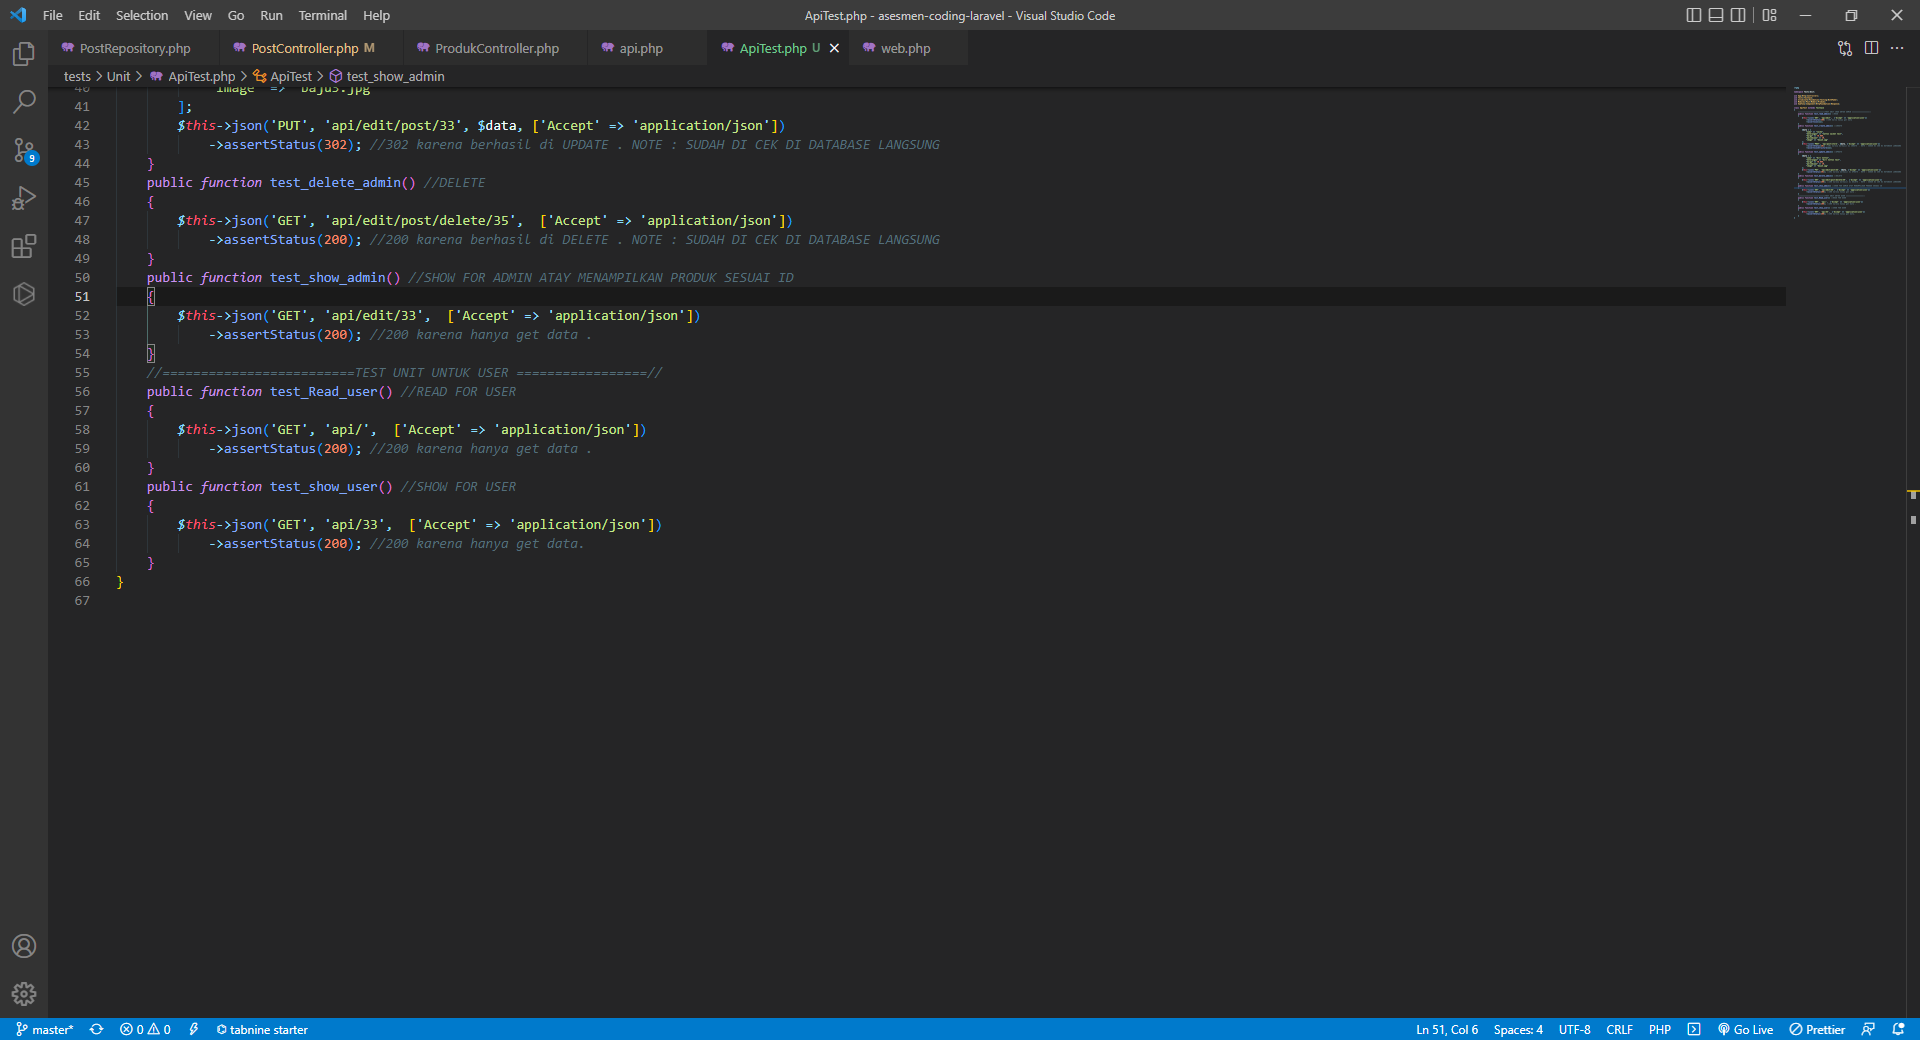 File Edit Selection View Go Run Terminal Help
ApiTest.php - asesmen-coding-laravel - Visual Studio Code
PostRepository.php PostController.php M ProdukController.php api.php ApiTest.php U web.php
tests > Unit > ApiTest.php > ApiTest > test_show_admin
40 'image' => 'baju3.jpg'
41 ];
42 $this->json('PUT', 'api/edit/post/33', $data, ['Accept' => 'application/json'])
43 ->assertStatus(302); //302 karena berhasil di UPDATE . NOTE : SUDAH DI CEK DI DATABASE LANGSUNG
44 }
45 public function test_delete_admin() //DELETE
46 {
47 $this->json('GET', 'api/edit/post/delete/35',  ['Accept' => 'application/json'])
48 ->assertStatus(200); //200 karena berhasil di DELETE . NOTE : SUDAH DI CEK DI DATABASE LANGSUNG
49 }
50 public function test_show_admin() //SHOW FOR ADMIN ATAY MENAMPILKAN PRODUK SESUAI ID
51 {
52 $this->json('GET', 'api/edit/33',  ['Accept' => 'application/json'])
53 ->assertStatus(200); //200 karena hanya get data .
54 }
55 //=========================TEST UNIT UNTUK USER =================//
56 public function test_Read_user() //READ FOR USER
57 {
58 $this->json('GET', 'api/',  ['Accept' => 'application/json'])
59 ->assertStatus(200); //200 karena hanya get data .
60 }
61 public function test_show_user() //SHOW FOR USER
62 {
63 $this->json('GET', 'api/33',  ['Accept' => 'application/json'])
64 ->assertStatus(200); //200 karena hanya get data.
65 }
66 }
67
9
master* 0 0 tabnine starter
Ln 51, Col 6 Spaces: 4 UTF-8 CRLF PHP Go Live Prettier